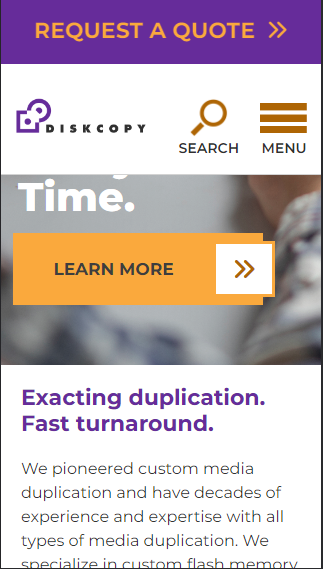 REQUEST A QUOTE »
DISKCOPY
SEARCH
MENU
Time.
LEARN MORE »
Exacting duplication.
Fast turnaround.
We pioneered custom media
duplication and have decades of
experience and expertise with all
types of media duplication. We
specialize in custom flash memory